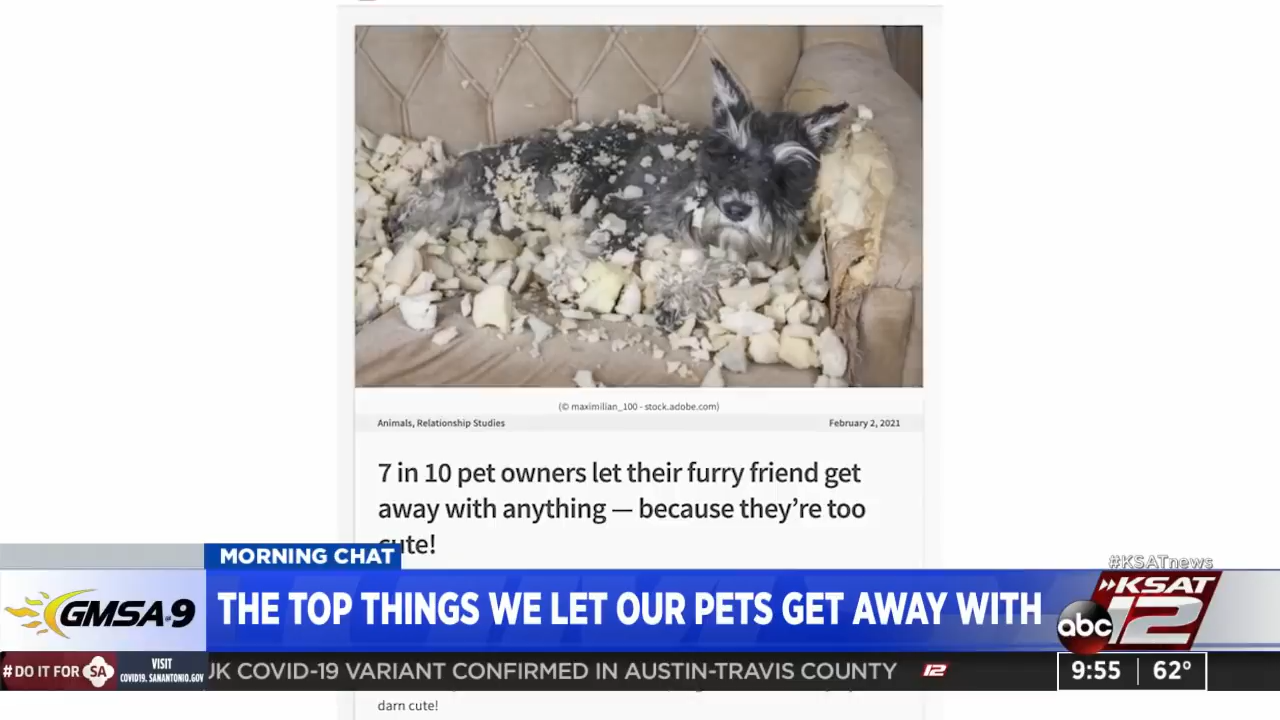 (© maximilian_100 - stock.adobe.com)
Animals, Relationship Studies
February 2, 2021
7 in 10 pet owners let their furry friend get
away with anything — because they're too
cute!
MORNING CHAT
#KSATnews
GMSA@9
THE TOP THINGS WE LET OUR PETS GET AWAY WITH
abc
KSAT
12
#DO IT FOR SA
VISIT
COVID19.SANANTONIO.GOV
UK COVID-19 VARIANT CONFIRMED IN AUSTIN-TRAVIS COUNTY
12
9:55
62°
darn cute!